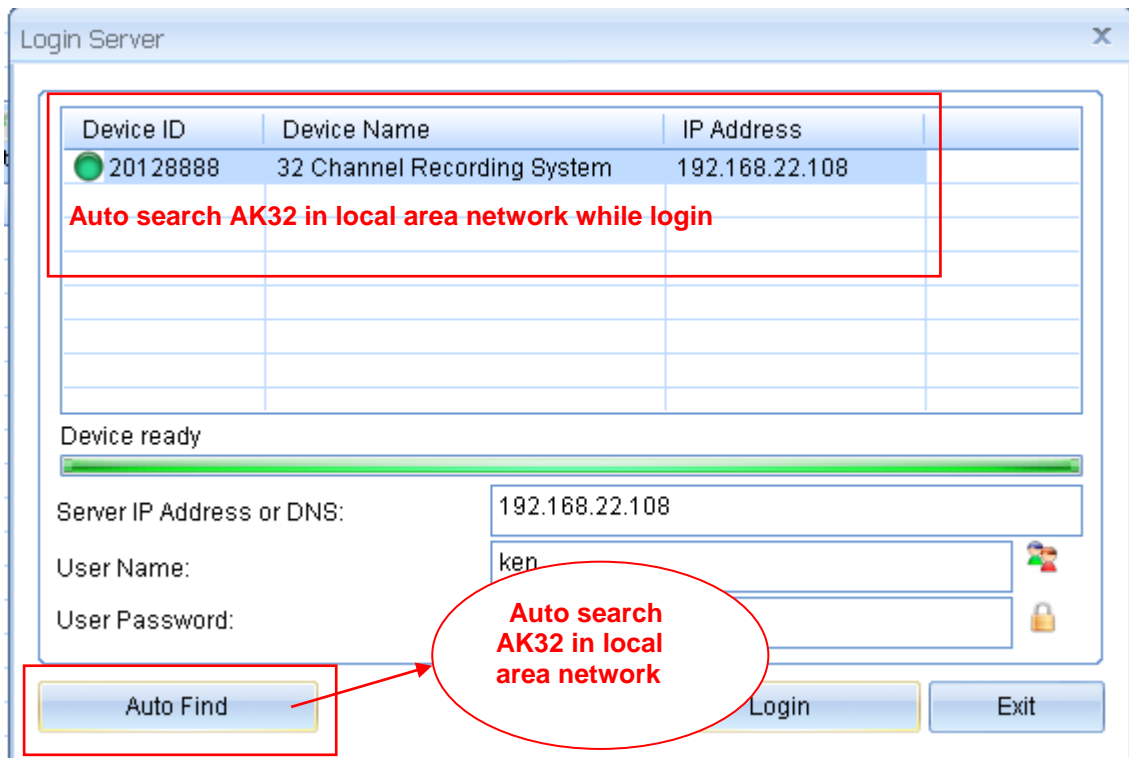 Login Server
Device ID Device Name IP Address
20128888 32 Channel Recording System 192.168.22.108
Auto search AK32 in local area network while login
Device ready
Server IP Address or DNS: 192.168.22.108
User Name: ken
User Password:
Auto search
AK32 in local
area network
Auto Find Login Exit